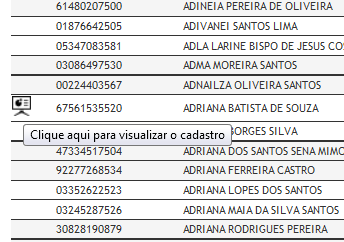 61480207500 ADINEIA PEREIRA DE OLIVEIRA
01876642505 ADIVANEI SANTOS LIMA
05347083581 ADLA LARINE BISPO DE JESUS CO
03086497530 ADMA MOREIRA SANTOS
00224403567 ADNAILZA OLIVEIRA SANTOS
67561535520 ADRIANA BATISTA DE SOUZA
Clique aqui para visualizar o cadastro
ORGES SILVA
47334517504 ADRIANA DOS SANTOS SENA MIMO
92277268534 ADRIANA FERREIRA CASTRO
03352622523 ADRIANA LOPES DOS SANTOS
03245287526 ADRIANA MAIA DA SILVA SANTOS
30828190879 ADRIANA RODRIGUES PEREIRA